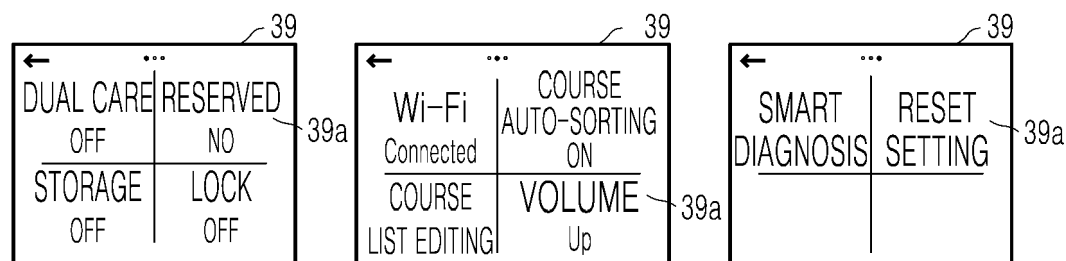 39
←
DUAL CARE
OFF
RESERVED
NO
39a
STORAGE
OFF
LOCK
OFF
39
←
Wi-Fi
Connected
COURSE
AUTO-SORTING
ON
COURSE
LIST EDITING
VOLUME
Up
39a
39
←
SMART
DIAGNOSIS
RESET
SETTING
39a